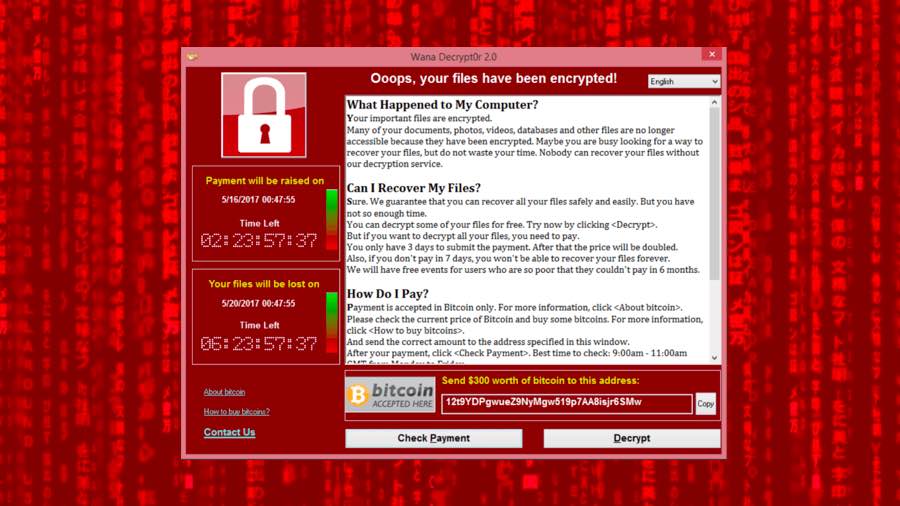 Wana Decrypt0r 2.0
Ooops, your files have been encrypted!
English
What Happened to My Computer?
Your important files are encrypted.
Many of your documents, photos, videos, databases and other files are no longer
accessible because they have been encrypted. Maybe you are busy looking for a way to
recover your files, but do not waste your time. Nobody can recover your files without
our decryption service.
Can I Recover My Files?
Sure. We guarantee that you can recover all your files safely and easily. But you have
not so enough time.
You can decrypt some of your files for free. Try now by clicking <Decrypt>.
But if you want to decrypt all your files, you need to pay.
You only have 3 days to submit the payment. After that the price will be doubled.
Also, if you don't pay in 7 days, you won't be able to recover your files forever.
We will have free events for users who are so poor that they couldn't pay in 6 months.
How Do I Pay?
Payment is accepted in Bitcoin only. For more information, click <About bitcoin>.
Please check the current price of Bitcoin and buy some bitcoins. For more information,
click <How to buy bitcoins>.
And send the correct amount to the address specified in this window.
After your payment, click <Check Payment>. Best time to check: 9:00am - 11:00am
GMT from Monday to Friday.
Payment will be raised on
5/16/2017 00:47:55
Time Left
02:23:57:37
Your files will be lost on
5/20/2017 00:47:55
Time Left
06:23:57:37
About bitcoin
How to buy bitcoins?
Contact Us
bitcoin
ACCEPTED HERE
Send $300 worth of bitcoin to this address:
12t9YDPgwueZ9NyMgw519p7AA8isjr6SMw
Copy
Check Payment
Decrypt